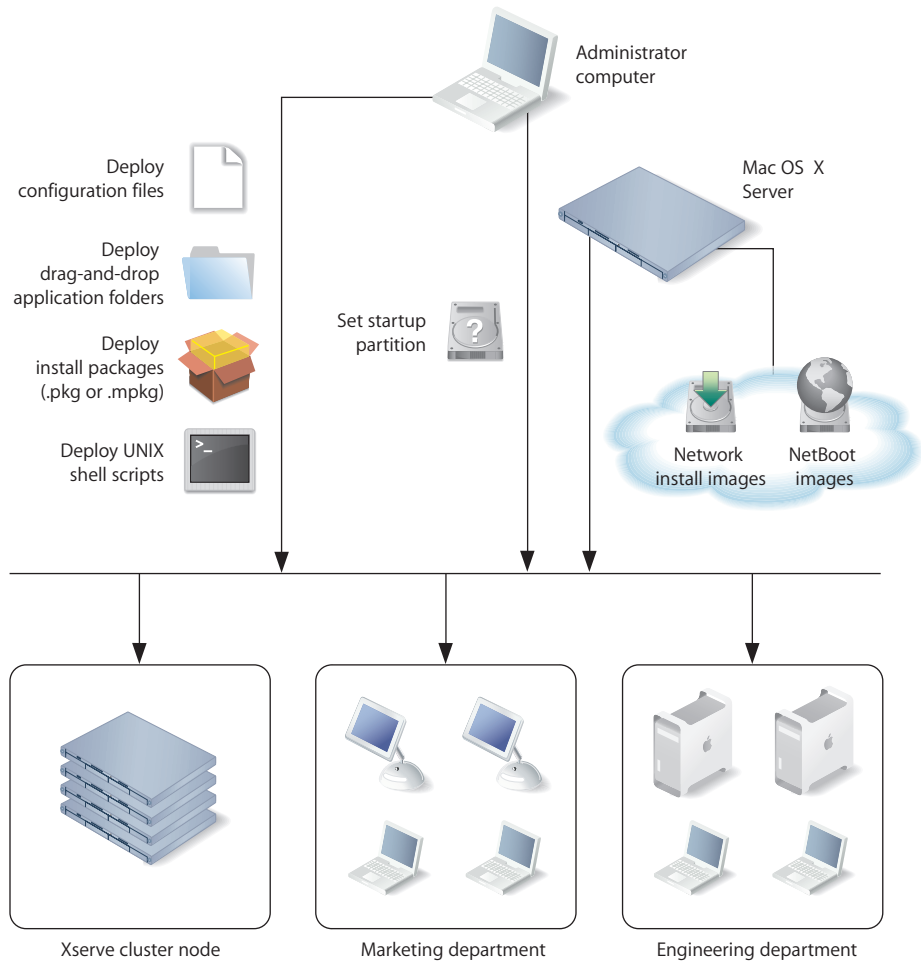 Administrator
computer
Deploy
configuration files
Mac OS X
Server
Deploy
drag-and-drop
application folders
Set startup
partition
?
Deploy
install packages
(.pkg or .mpkg)
Deploy UNIX
shell scripts
>_
Network
install images
NetBoot
images
Xserve cluster node
Marketing department
Engineering department